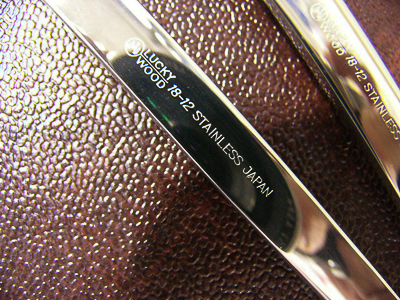 LUCKY
WOOD 18-12 STAINLESS JAPAN
LUCKY
WOOD 18-12 STAINLESS